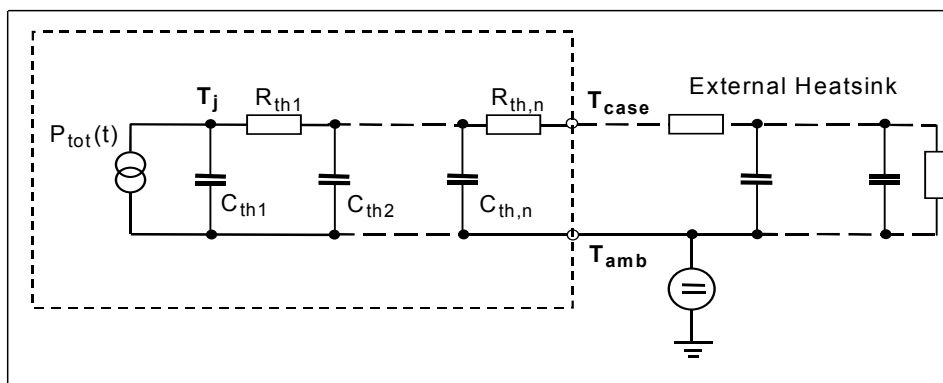 External Heatsink
T_j
R_th1
R_th,n
T_case
P_tot(t)
C_th1
C_th2
C_th,n
T_amb